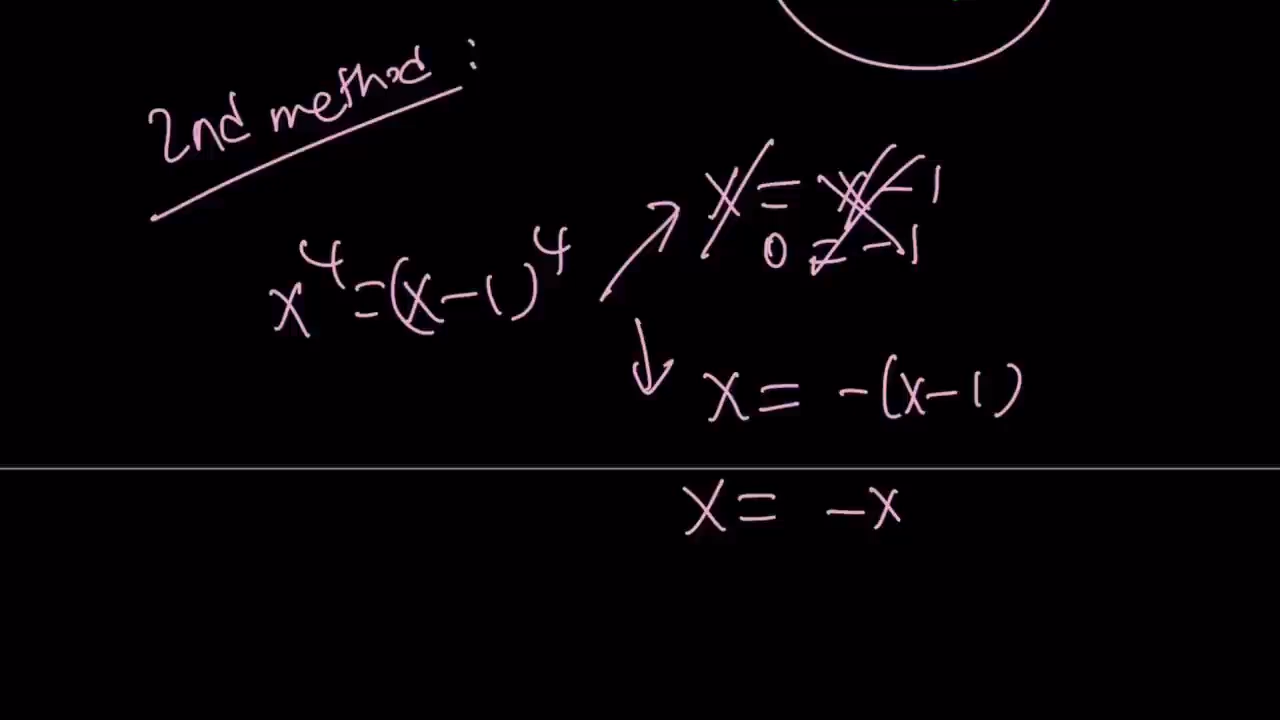 2nd method :
x = x - 1
0 = -1
x⁴ = (x-1)⁴
x = -(x-1)
x = -x